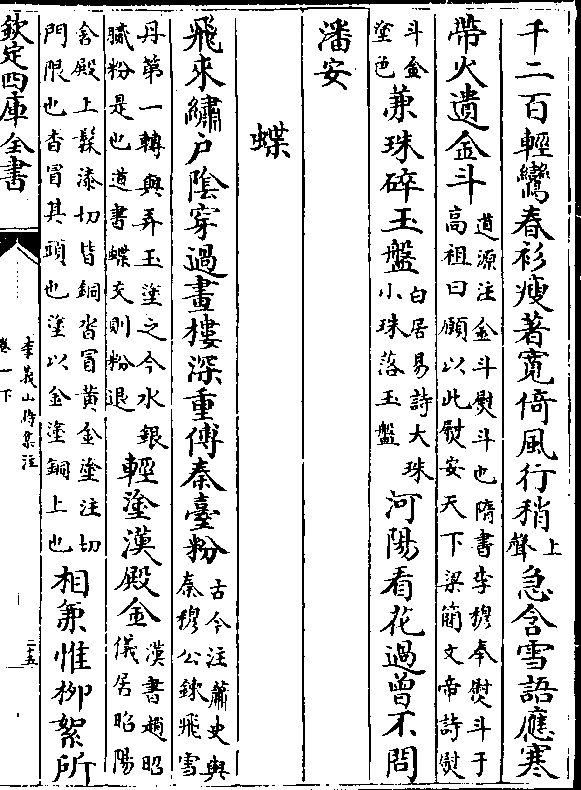 千二百輕鸞春衫瘦著寬倚風行稍上聲急含雪語應寒
帶火遺金斗道源注金斗熨斗也隋書李穆奉熨斗于高祖曰願以此熨安天下梁簡文帝詩熨
斗金塗色兼珠碎玉盤白居易詩大珠小珠落玉盤河陽看花過曾不問
潘安
蝶
飛來繡戶陰穿過畫樓深重傅秦臺粉古今注蕭史與秦穆公鍊飛雪
丹第一轉與弄玉塗之今水銀膩粉是也道書蝶交則粉退輕塗漢殿金漢書趙昭儀居昭陽
舍殿上髤漆切皆銅沓冒黃金塗注切門限也沓冒其頭也塗以金塗銅上也相兼惟柳絮所
欽定四庫全書
李義山詩集注
卷一下
二十五